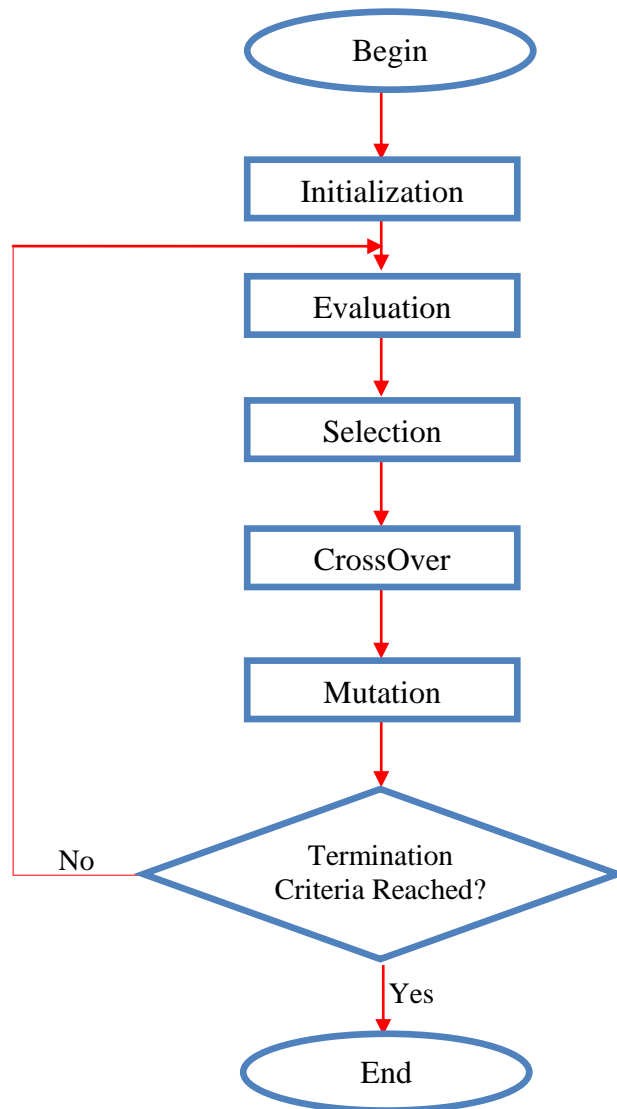 Begin
Initialization
Evaluation
Selection
CrossOver
Mutation
Termination
Criteria Reached?
No
Yes
End